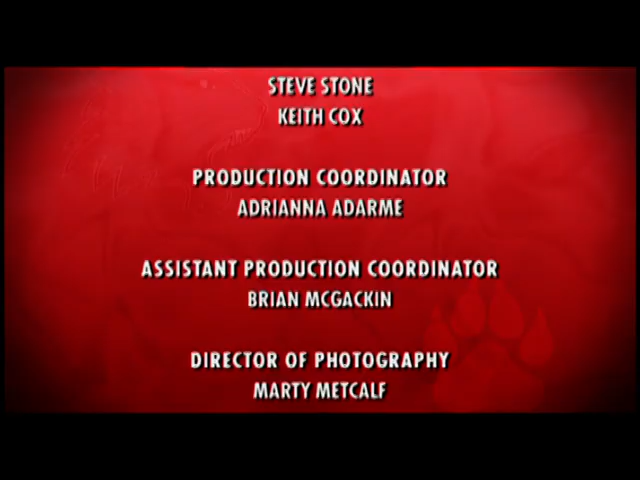 STEVE STONE
KEITH COX
PRODUCTION COORDINATOR
ADRIANNA ADARME
ASSISTANT PRODUCTION COORDINATOR
BRIAN MCGACKIN
DIRECTOR OF PHOTOGRAPHY
MARTY METCALF